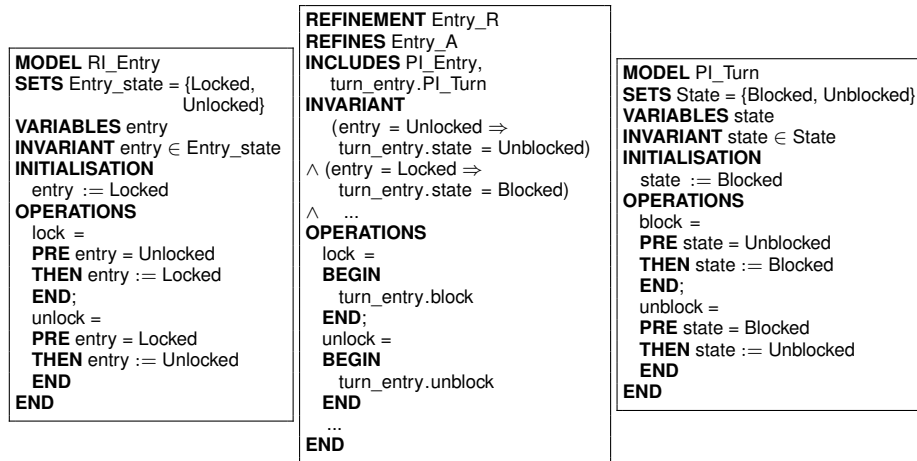 MODEL RI_Entry
SETS Entry_state = {Locked,
Unlocked}
VARIABLES entry
INVARIANT entry ∈ Entry_state
INITIALISATION
entry := Locked
OPERATIONS
lock =
PRE entry = Unlocked
THEN entry := Locked
END;
unlock =
PRE entry = Locked
THEN entry := Unlocked
END
END
REFINEMENT Entry_R
REFINES Entry_A
INCLUDES PI_Entry,
turn_entry.PI_Turn
INVARIANT
(entry = Unlocked ⇒
turn_entry.state = Unblocked)
∧ (entry = Locked ⇒
turn_entry.state = Blocked)
∧ ...
OPERATIONS
lock =
BEGIN
turn_entry.block
END;
unlock =
BEGIN
turn_entry.unblock
END
...
END
MODEL PI_Turn
SETS State = {Blocked, Unblocked}
VARIABLES state
INVARIANT state ∈ State
INITIALISATION
state := Blocked
OPERATIONS
block =
PRE state = Unblocked
THEN state := Blocked
END;
unblock =
PRE state = Blocked
THEN state := Unblocked
END
END